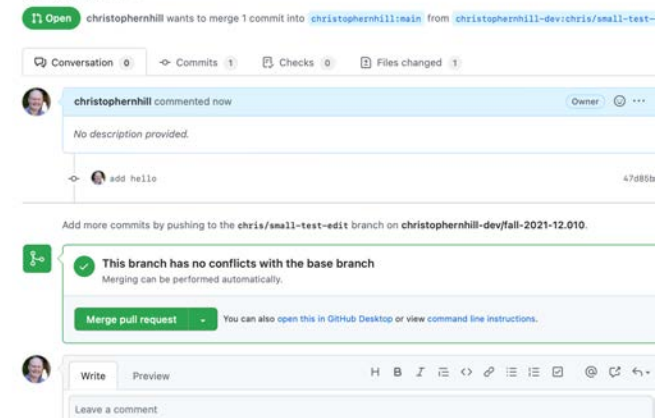 Open christophernhill wants to merge 1 commit into christophernhill:main from christophernhill-dev:chris/small-test-
Conversation 0 Commits 1 Checks 0 Files changed 1
christophernhill commented now Owner
No description provided.
add hello 47d85b
Add more commits by pushing to the chris/small-test-edit branch on christophernhill-dev/fall-2021-12.010.
This branch has no conflicts with the base branch
Merging can be performed automatically.
Merge pull request You can also open this in GitHub Desktop or view command line instructions.
Write Preview H B I
Leave a comment